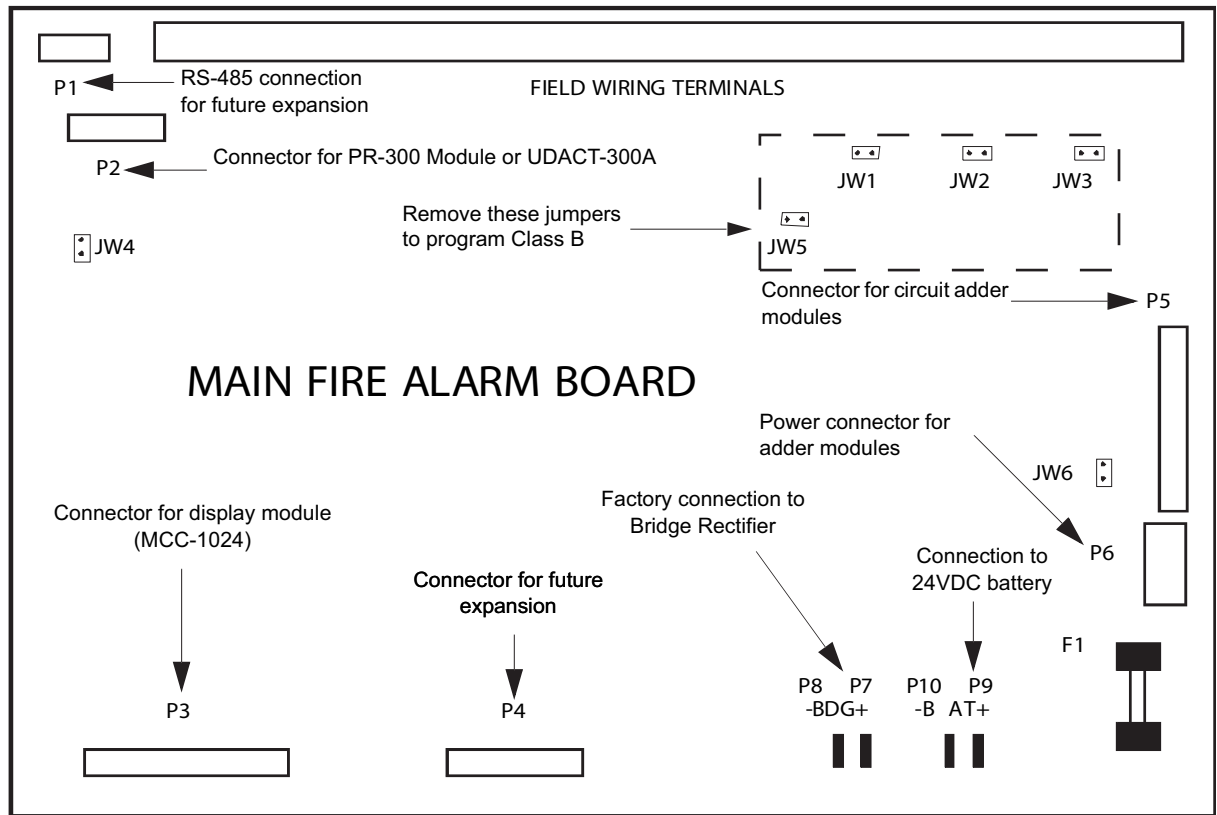 P1
RS-485 connection
for future expansion
FIELD WIRING TERMINALS
P2
Connector for PR-300 Module or UDACT-300A
JW1
JW2
JW3
Remove these jumpers
to program Class B
JW5
JW4
Connector for circuit adder
modules
P5
MAIN FIRE ALARM BOARD
Power connector for
adder modules
JW6
Connector for display module
(MCC-1024)
Factory connection to
Bridge Rectifier
P6
Connection to
24VDC battery
Connector for future
expansion
F1
P8 P7
-BDG+
P10 P9
-B AT+
P3
P4